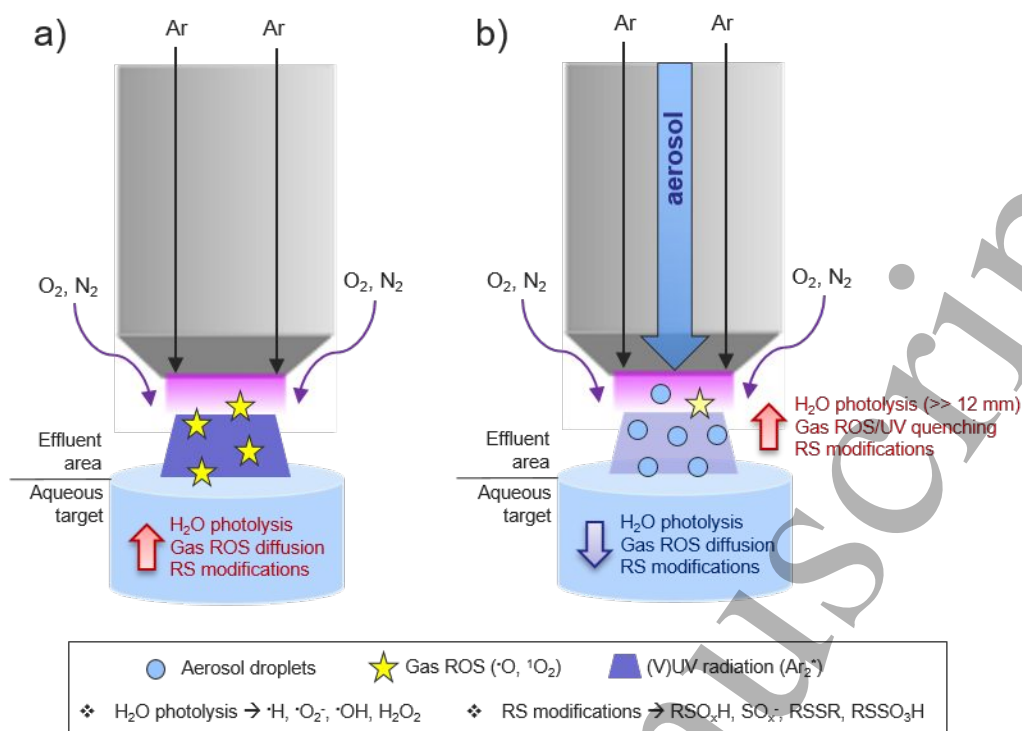 a)
Ar
Ar
O₂, N₂
O₂, N₂
Effluent
area
Aqueous
target
H₂O photolysis
Gas ROS diffusion
RS modifications
b)
Ar
Ar
aerosol
O₂, N₂
O₂, N₂
H₂O photolysis (>> 12 mm)
Gas ROS/UV quenching
RS modifications
Effluent
area
Aqueous
target
H₂O photolysis
Gas ROS diffusion
RS modifications
Aerosol droplets
Gas ROS (·O, ¹O₂)
(V)UV radiation (Ar₂*)
❖ H₂O photolysis → ·H, ·O₂⁻, ·OH, H₂O₂
❖ RS modifications → RSOₓH, SOₓ⁻, RSSR, RSSO₃H